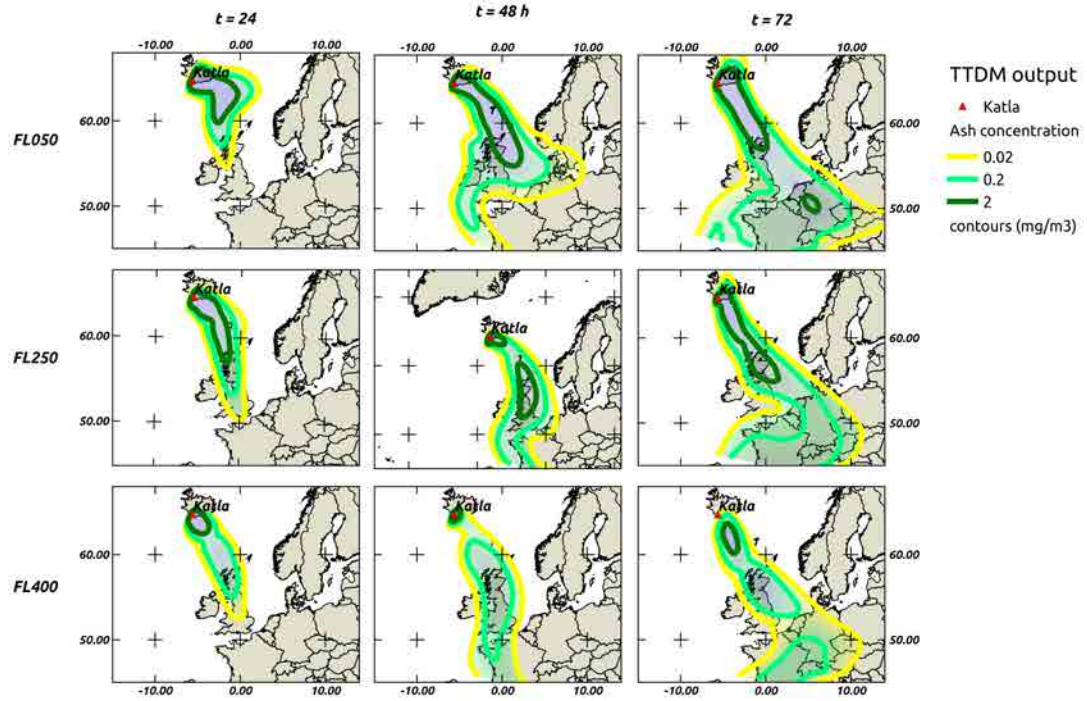 t = 24
t = 48 h
t = 72
-10.00 0.00 10.00
-10.00 0.00 10.00
-10.00 0.00 10.00
FL050
Katla
Katla
Katla
60.00
60.00
50.00
50.00
TTDM output
Katla
Ash concentration
0.02
0.2
2
contours (mg/m3)
FL250
Katla
Katla
Katla
60.00
60.00
50.00
50.00
FL400
Katla
Katla
Katla
60.00
60.00
50.00
50.00
-10.00 0.00 10.00
-10.00 0.00 10.00
-10.00 0.00 10.00